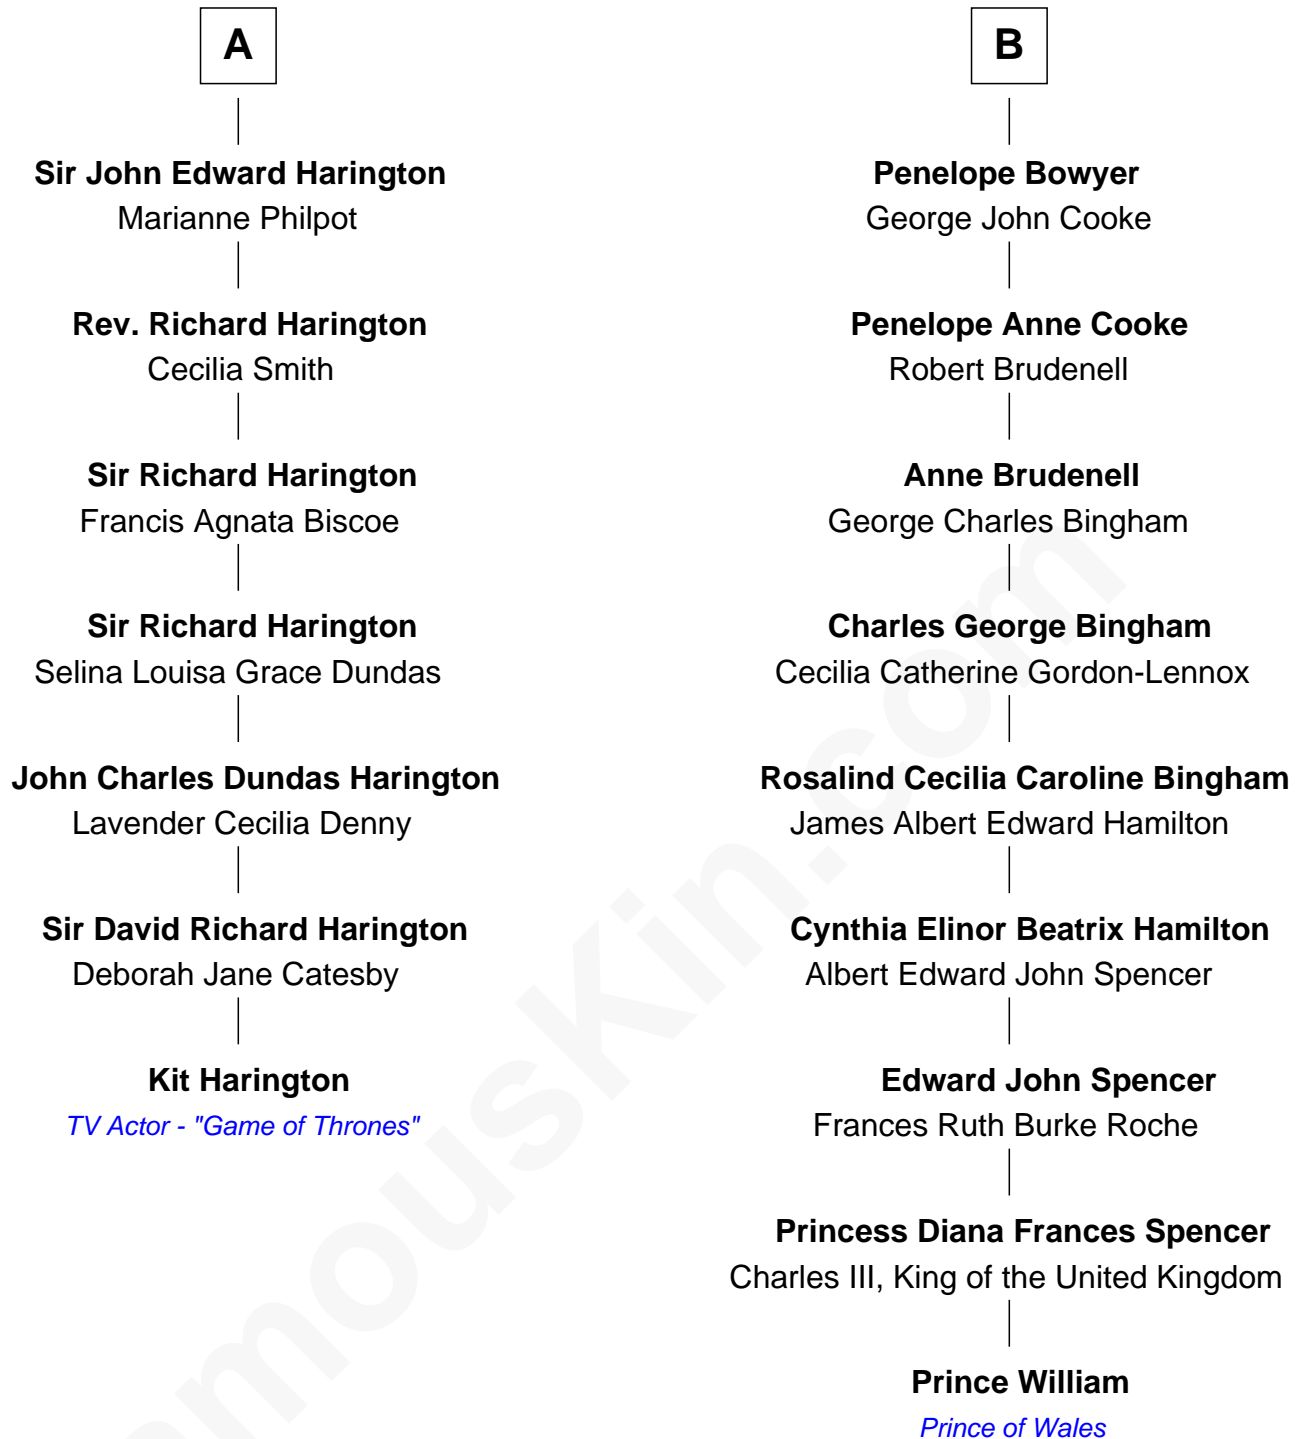 A
Sir John Edward Harington
Marianne Philpot
Rev. Richard Harington
Cecilia Smith
Sir Richard Harington
Francis Agnata Biscoe
Sir Richard Harington
Selina Louisa Grace Dundas
John Charles Dundas Harington
Lavender Cecilia Denny
Sir David Richard Harington
Deborah Jane Catesby
Kit Harington
TV Actor - "Game of Thrones"
B
Penelope Bowyer
George John Cooke
Penelope Anne Cooke
Robert Brudenell
Anne Brudenell
George Charles Bingham
Charles George Bingham
Cecilia Catherine Gordon-Lennox
Rosalind Cecilia Caroline Bingham
James Albert Edward Hamilton
Cynthia Elinor Beatrix Hamilton
Albert Edward John Spencer
Edward John Spencer
Frances Ruth Burke Roche
Princess Diana Frances Spencer
Charles III, King of the United Kingdom
Prince William
Prince of Wales
amouskin.com